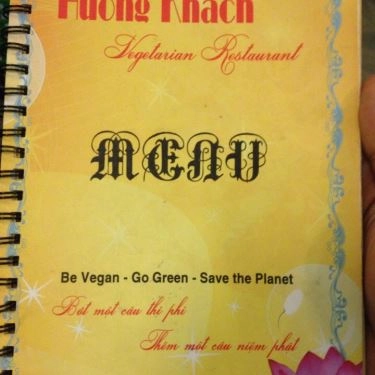 Hương Khách
Vegetarian Restaurant
MENU
Be Vegan - Go Green - Save the Planet
Bớt một câu thị phi
Thêm một câu niệm phật